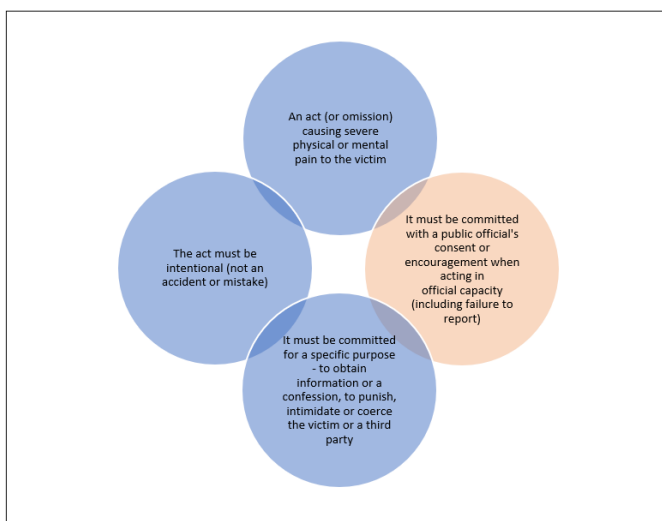 An act (or omission)
causing severe
physical or mental
pain to the victim
It must be committed
with a public official's
consent or
encouragement when
acting in
official capacity
(including failure to
report)
The act must be
intentional (not an
accident or mistake)
It must be committed
for a specific purpose
- to obtain
information or a
confession, to punish,
intimidate or coerce
the victim or a third
party